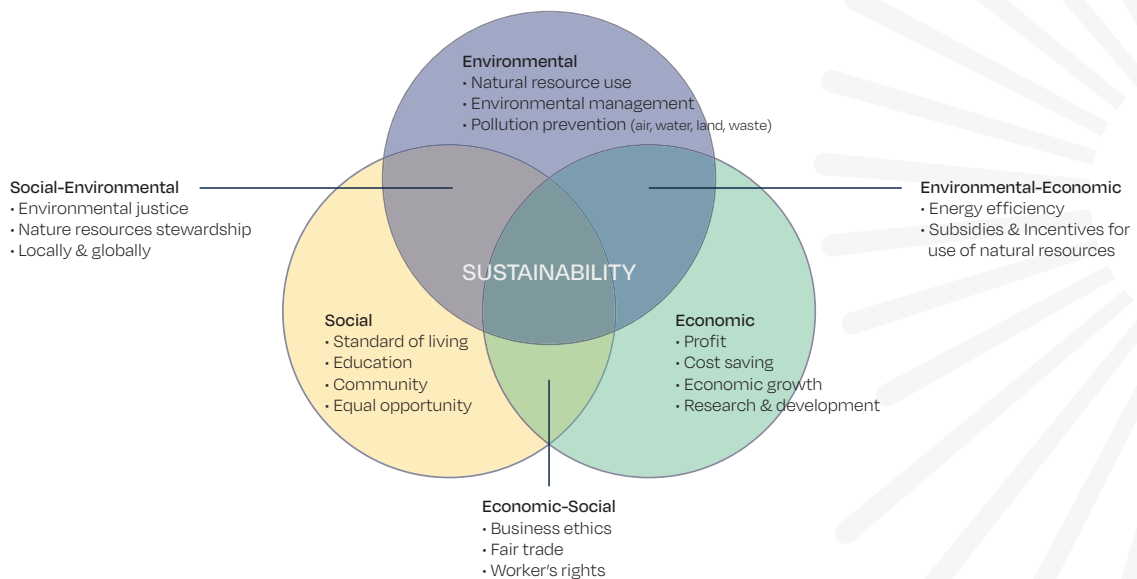 Environmental
• Natural resource use
• Environmental management
• Pollution prevention (air, water, land, waste)
Social-Environmental
• Environmental justice
• Nature resources stewardship
• Locally & globally
Environmental-Economic
• Energy efficiency
• Subsidies & Incentives for
use of natural resources
SUSTAINABILITY
Social
• Standard of living
• Education
• Community
• Equal opportunity
Economic
• Profit
• Cost saving
• Economic growth
• Research & development
Economic-Social
• Business ethics
• Fair trade
• Worker’s rights